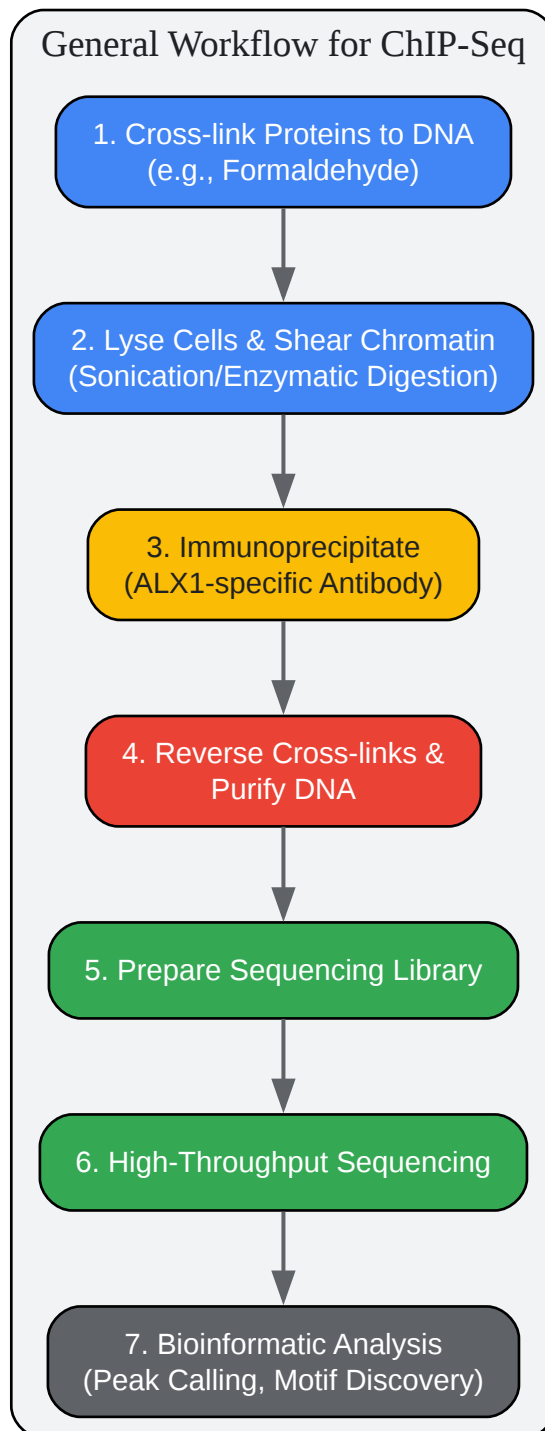 General Workflow for ChIP-Seq
1. Cross-link Proteins to DNA
(e.g., Formaldehyde)
2. Lyse Cells & Shear Chromatin
(Sonication/Enzymatic Digestion)
3. Immunoprecipitate
(ALX1-specific Antibody)
4. Reverse Cross-links &
Purify DNA
5. Prepare Sequencing Library
6. High-Throughput Sequencing
7. Bioinformatic Analysis
(Peak Calling, Motif Discovery)